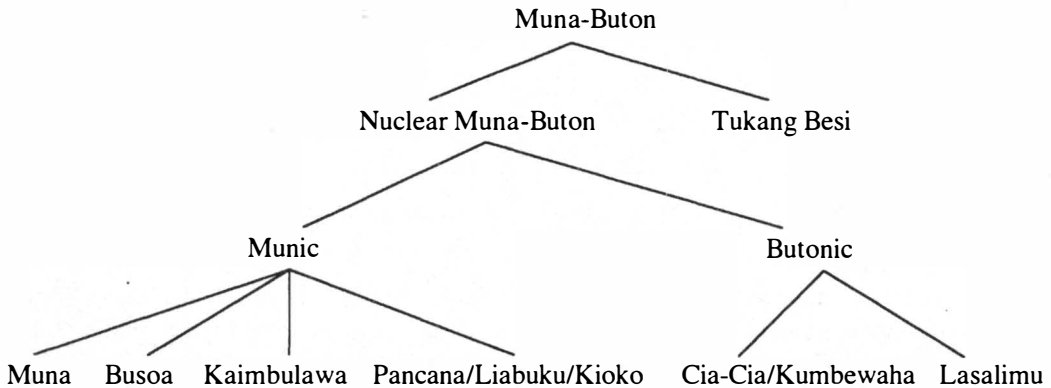 Muna-Buton
Nuclear Muna-Buton Tukang Besi
Munic Butonic
Muna Busoa Kaimbulawa Pancana/Liabuku/Kioko Cia-Cia/Kumbewaha Lasalimu